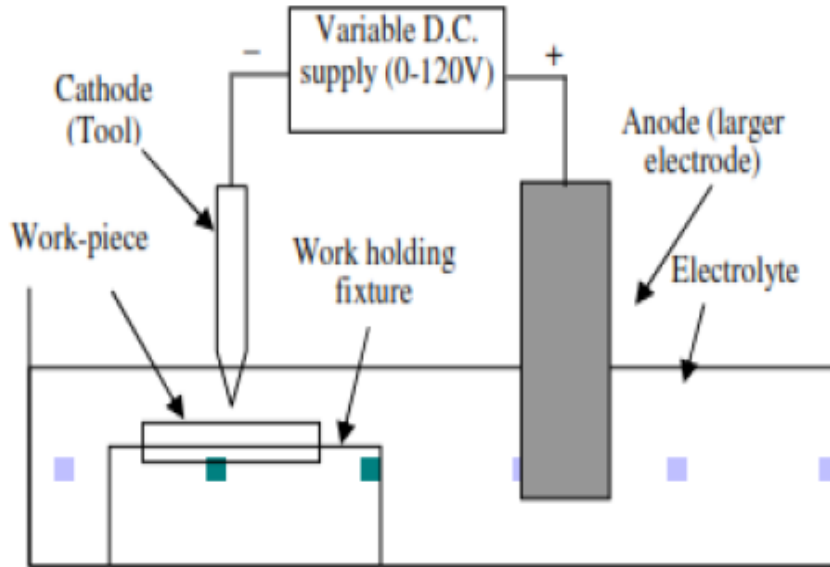 Variable D.C.
supply (0-120V)
–
+
Cathode
(Tool)
Anode (larger
electrode)
Work-piece
Work holding
fixture
Electrolyte